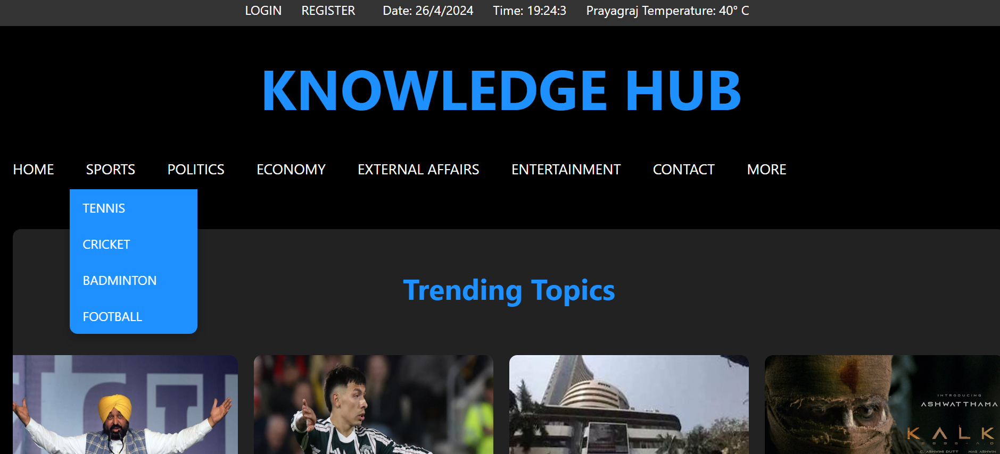 LOGIN REGISTER Date: 26/4/2024 Time: 19:24:3 Prayagraj Temperature: 40° C
KNOWLEDGE HUB
HOME SPORTS POLITICS ECONOMY EXTERNAL AFFAIRS ENTERTAINMENT CONTACT MORE
TENNIS
CRICKET
BADMINTON
FOOTBALL
Trending Topics
INTRODUCING
ASHWATTHAMA
KALK
2898-A.D
C. ASHWINI DUTT NAG ASHWIN